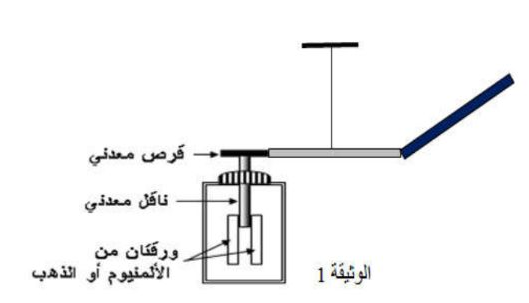 قرص معدني
ناقل معدني
ورقتان من
الألمنيوم أو الذهب
الوثيقة 1